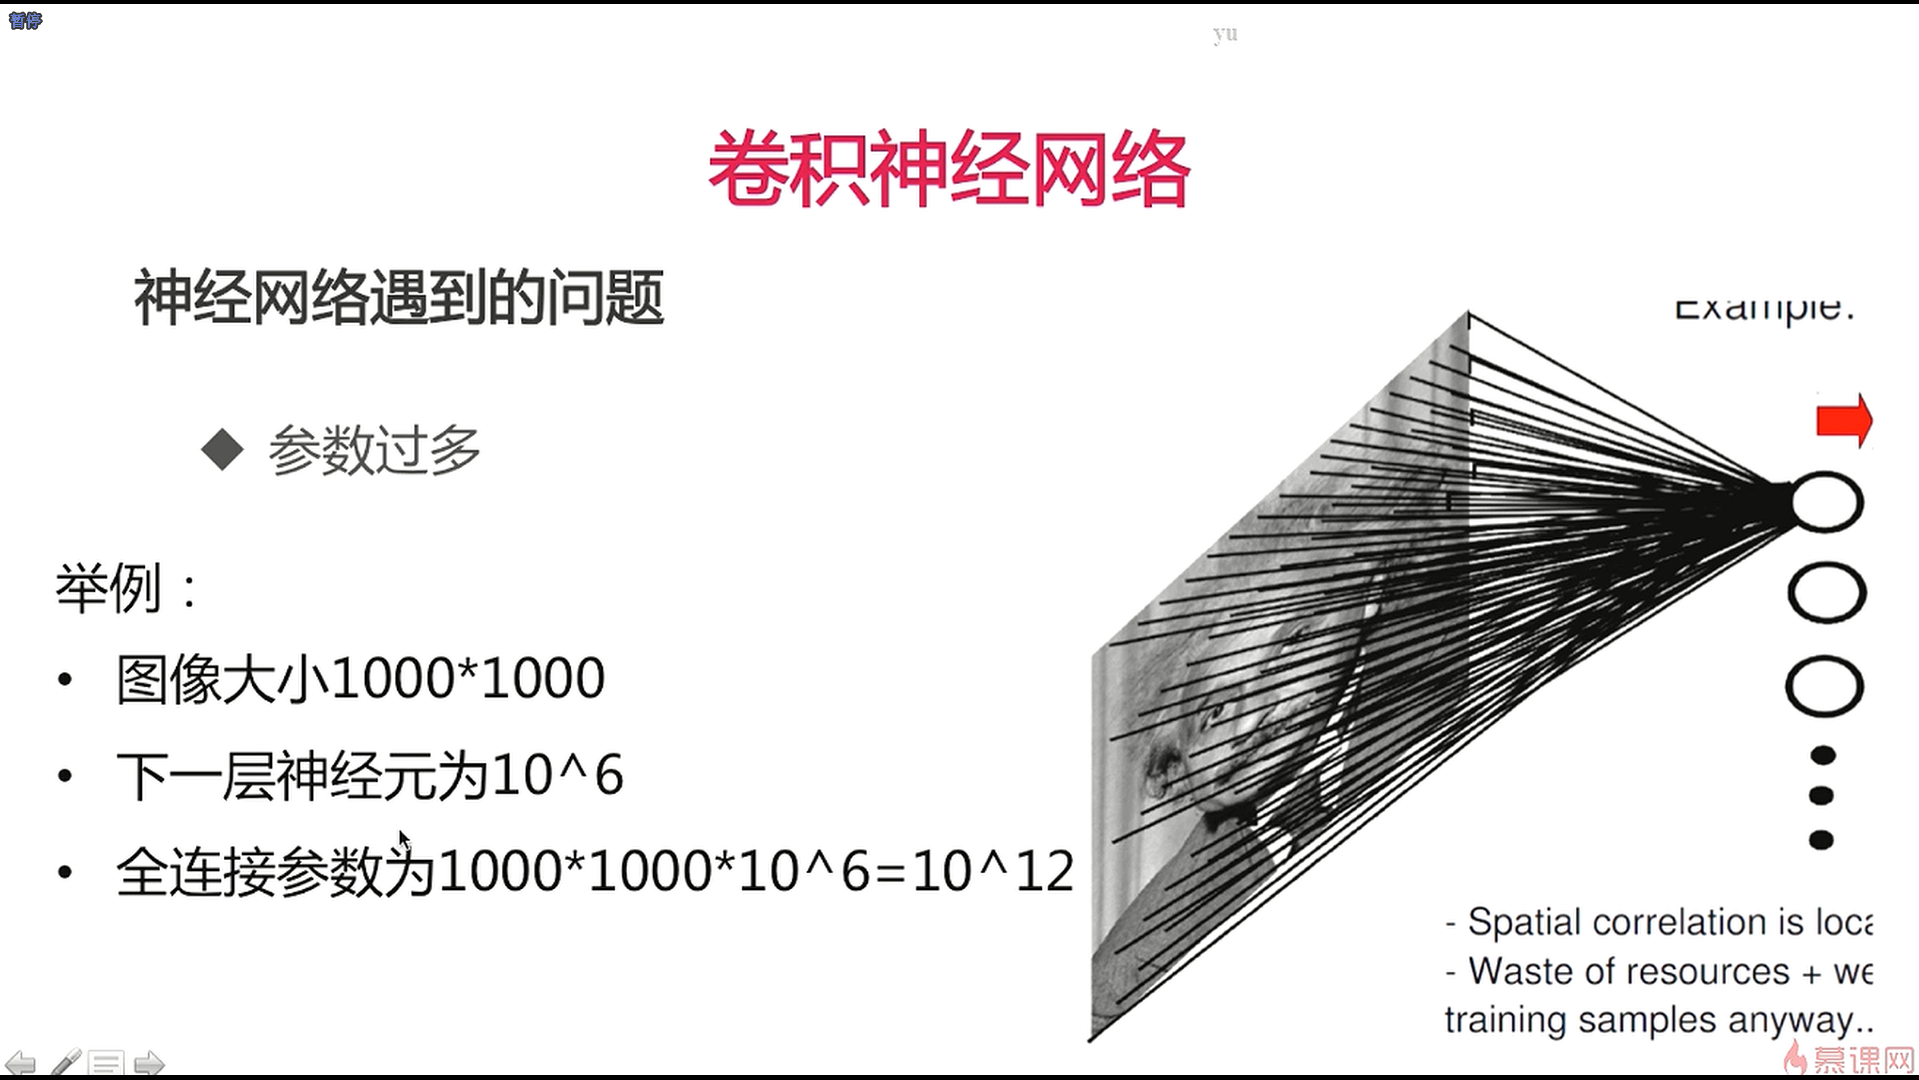 暂停
yu
卷积神经网络
神经网络遇到的问题
Example:
◆ 参数过多
举例：
• 图像大小1000*1000
• 下一层神经元为10^6
• 全连接参数为1000*1000*10^6=10^12
- Spatial correlation is loca
- Waste of resources + we
training samples anyway..
慕课网